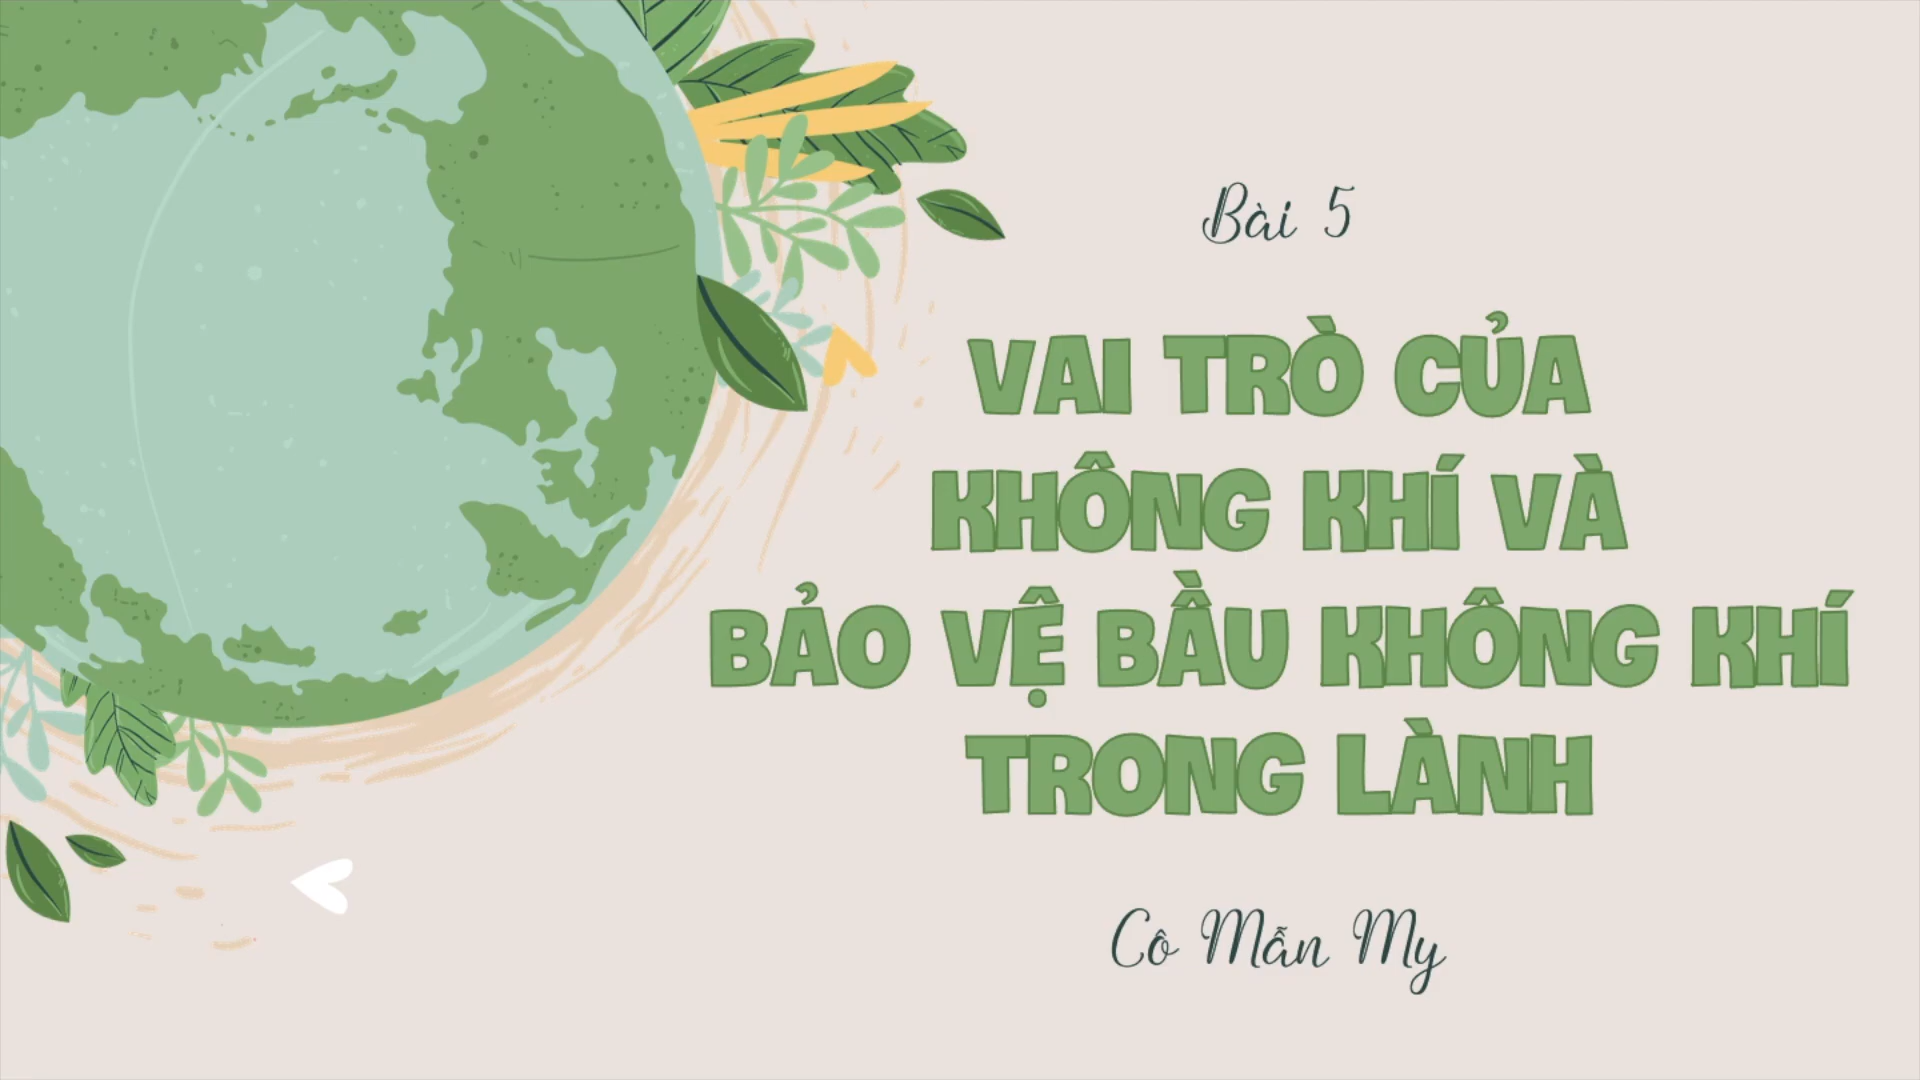 Bài 5
VAI TRÒ CỦA
KHÔNG KHÍ VÀ
BẢO VỆ BẦU KHÔNG KHÍ
TRONG LÀNH
Cô Mẫn My